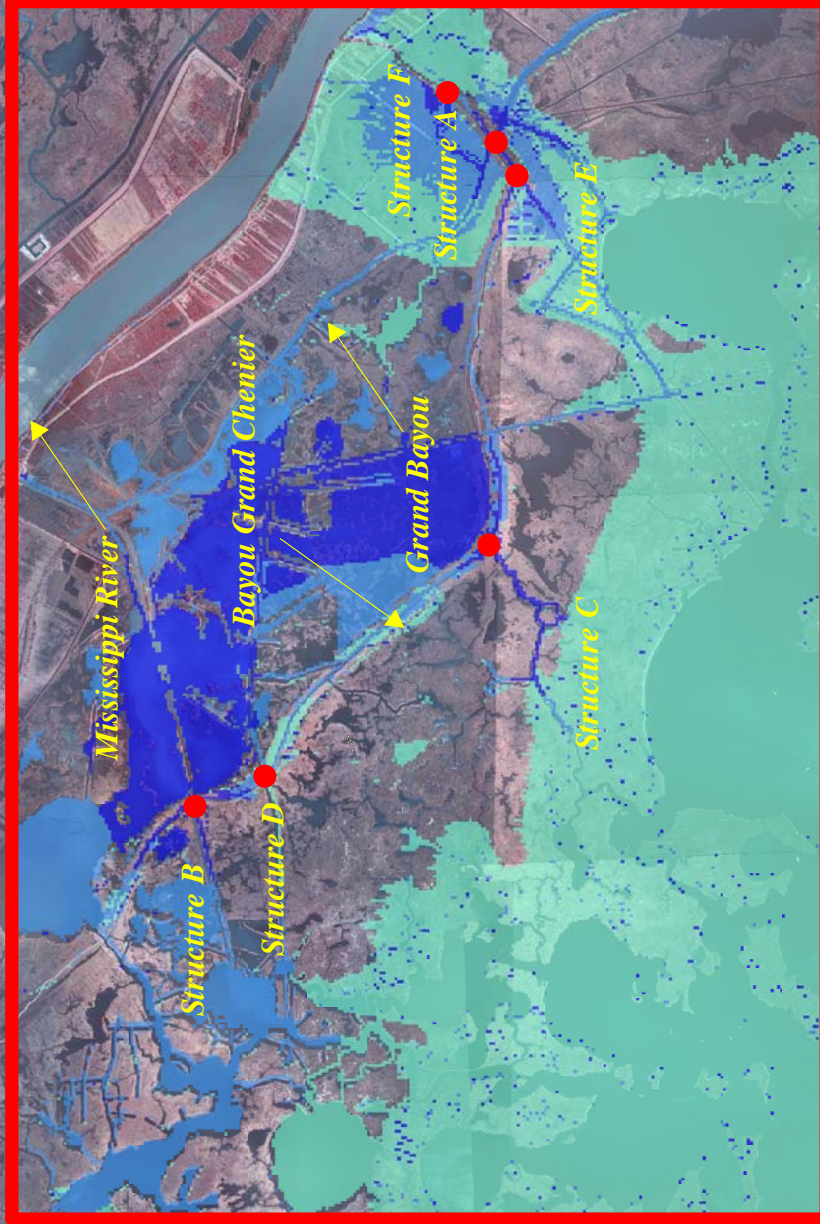 Mississippi River
Bayou Grand Chenier
Grand Bayou
Structure F
Structure A
Structure E
Structure B
Structure D
Structure C